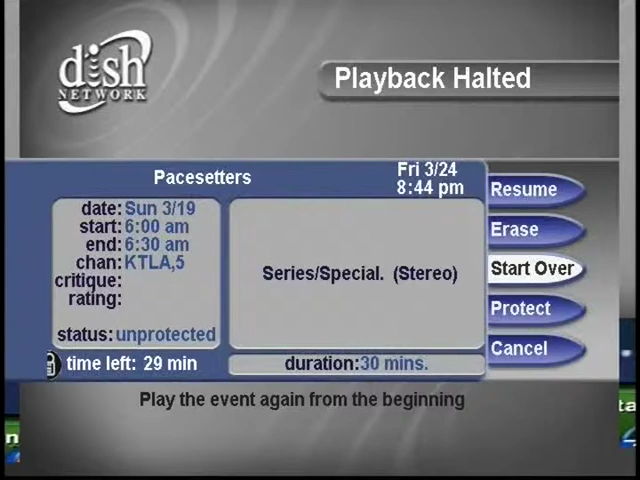 dish
NETWORK
Playback Halted
Pacesetters
Fri 3/24
8:44 pm
date: Sun 3/19
start: 6:00 am
end: 6:30 am
chan: KTLA,5
critique:
rating:
status: unprotected
Series/Special. (Stereo)
time left: 29 min
duration: 30 mins.
Resume
Erase
Start Over
Protect
Cancel
Play the event again from the beginning
ta
n